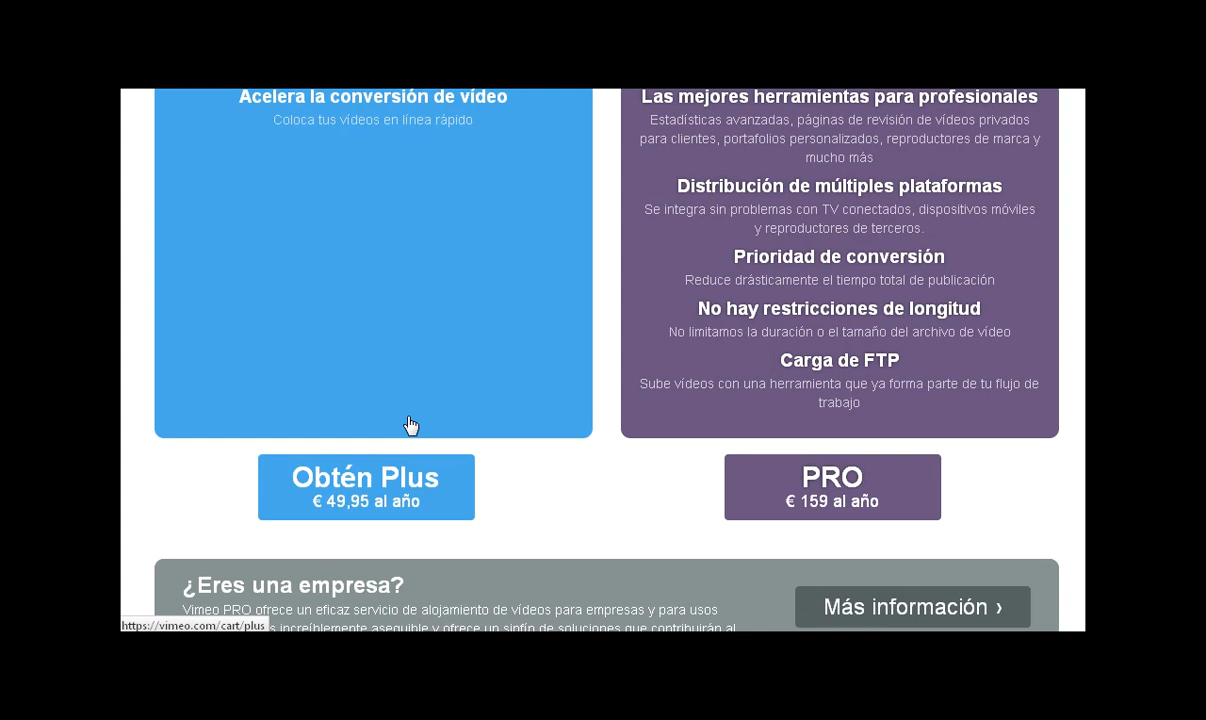 Acelera la conversión de vídeo
Coloca tus vídeos en línea rápido
Las mejores herramientas para profesionales
Estadísticas avanzadas, páginas de revisión de vídeos privados
para clientes, portafolios personalizados, reproductores de marca y
mucho más
Distribución de múltiples plataformas
Se integra sin problemas con TV conectados, dispositivos móviles
y reproductores de terceros.
Prioridad de conversión
Reduce drásticamente el tiempo total de publicación
No hay restricciones de longitud
No limitamos la duración o el tamaño del archivo de vídeo
Carga de FTP
Sube vídeos con una herramienta que ya forma parte de tu flujo de
trabajo
Obtén Plus
€ 49,95 al año
PRO
€ 159 al año
¿Eres una empresa?
Vimeo PRO ofrece un eficaz servicio de alojamiento de vídeos para empresas y para usos
increíblemente asequible y ofrece un sinfín de soluciones que contribuirán al
Más información ›
https://vimeo.com/cart/plus